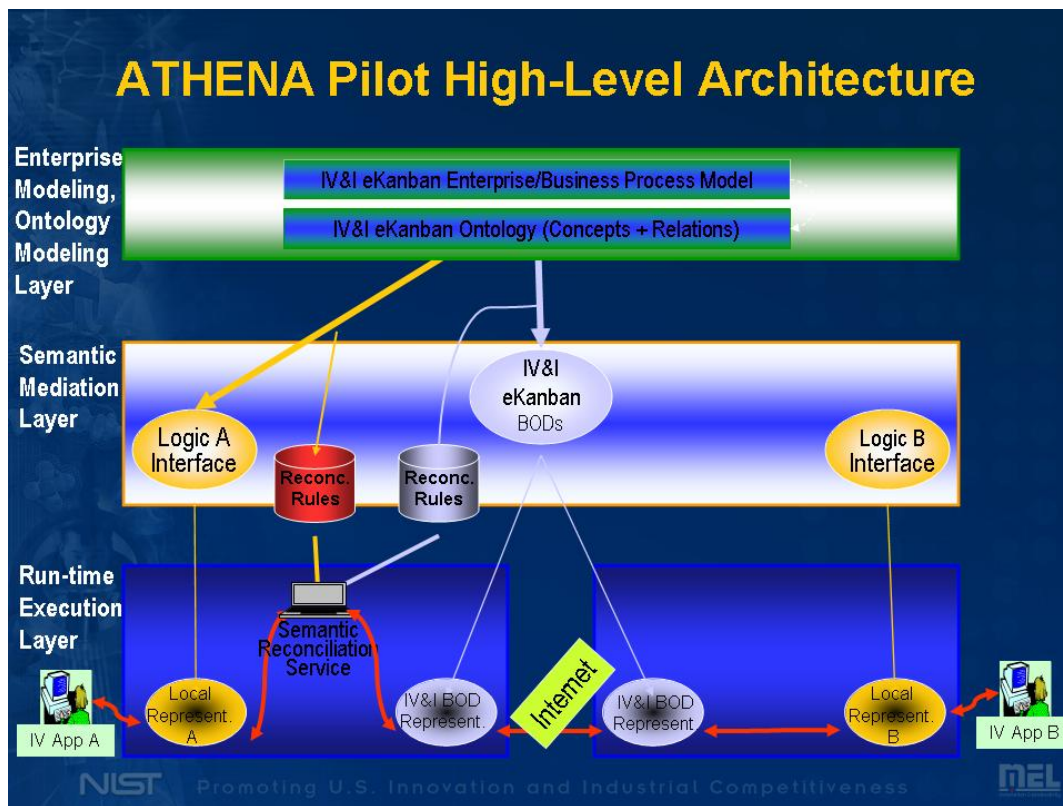 ATHENA Pilot High-Level Architecture
Enterprise
Modeling,
Ontology
Modeling
Layer
IV&I eKanban Enterprise/Business Process Model
IV&I eKanban Ontology (Concepts + Relations)
Semantic
Mediation
Layer
Logic A
Interface
Reconc.
Rules
Reconc.
Rules
IV&I
eKanban
BODs
Logic B
Interface
Run-time
Execution
Layer
Semantic
Reconciliation
Service
Local
Represent.
A
IV&I BOD
Represent.
Internet
IV&I BOD
Represent.
Local
Represent.
B
IV App A
IV App B
NIST Promoting U.S. Innovation and Industrial Competitiveness
MEL